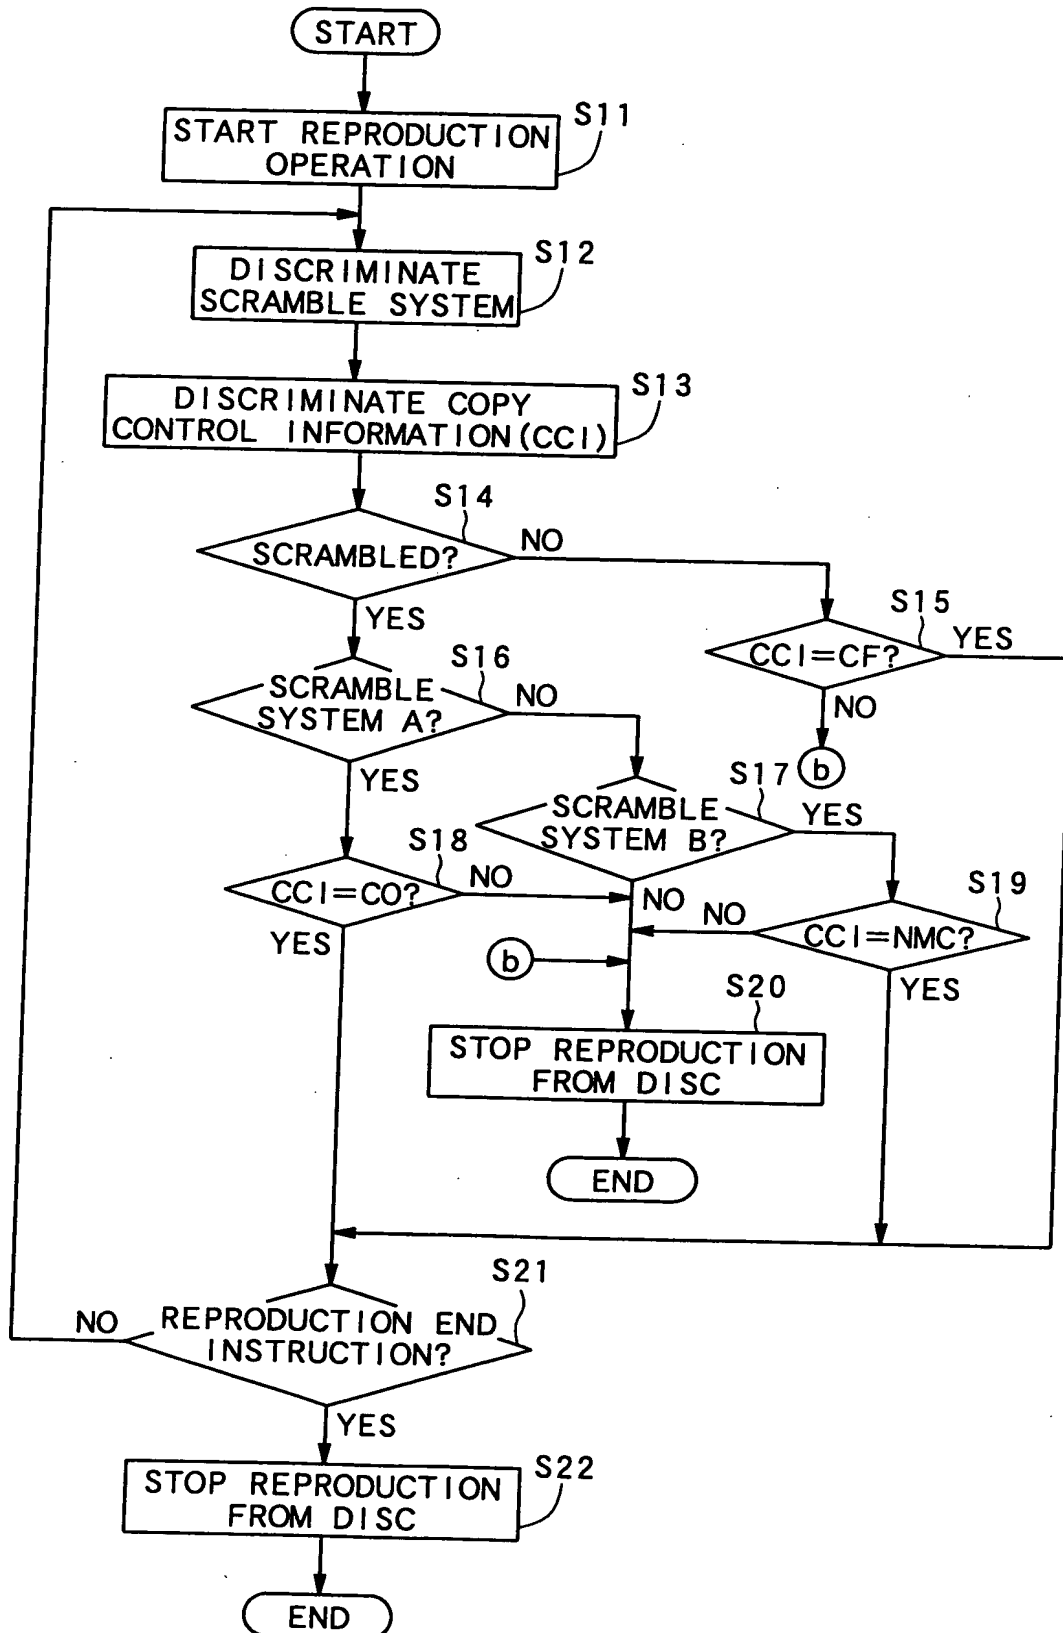 START
S11
START REPRODUCTION
OPERATION
S12
DISCRIMINATE
SCRAMBLE SYSTEM
S13
DISCRIMINATE COPY
CONTROL INFORMATION(CCI)
S14
SCRAMBLED?
NO
YES
S15
CCI=CF?
YES
NO
b
S16
SCRAMBLE
SYSTEM A?
NO
YES
S17
SCRAMBLE
SYSTEM B?
YES
NO
S18
CCI=CO?
NO
YES
S19
CCI=NMC?
NO
YES
b
S20
STOP REPRODUCTION
FROM DISC
END
S21
REPRODUCTION END
INSTRUCTION?
NO
YES
S22
STOP REPRODUCTION
FROM DISC
END